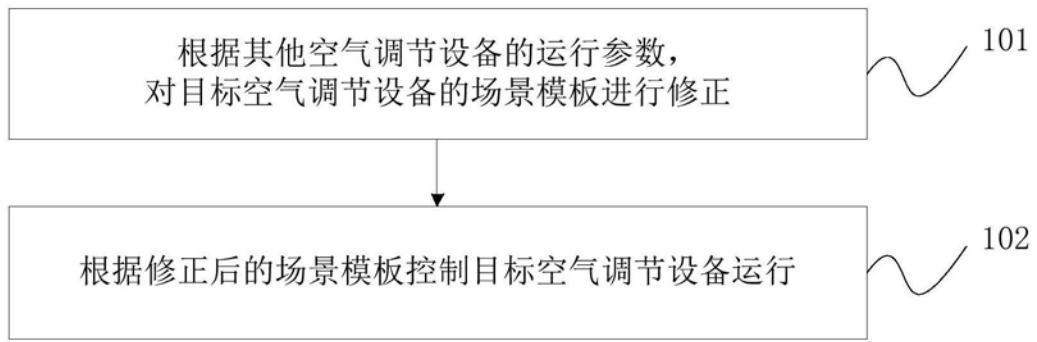 根据其他空气调节设备的运行参数，
对目标空气调节设备的场景模板进行修正
101
根据修正后的场景模板控制目标空气调节设备运行
102